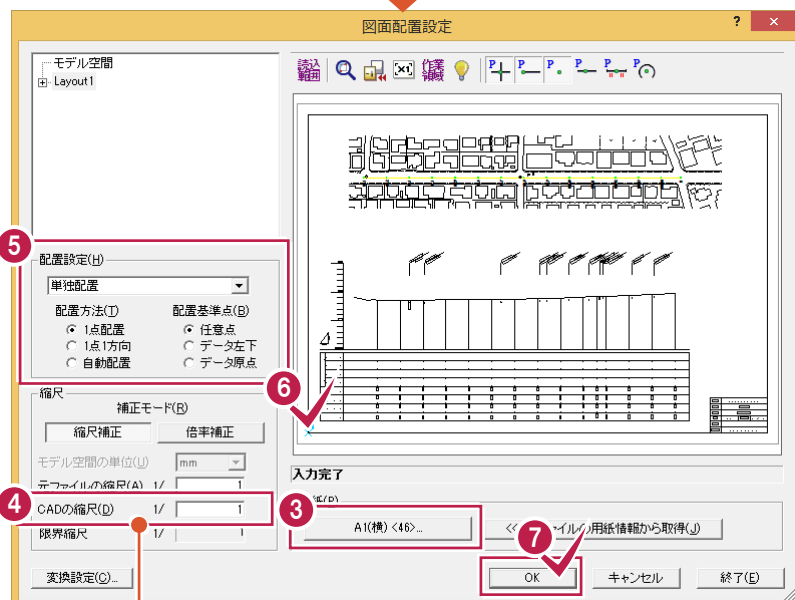 図面配置設定
? ×
モデル空間
Layout1
読込範囲 ×1 作業領域 P P P P P P
5
配置設定(H)
単独配置
配置方法(T) 配置基準点(B)
1点配置 任意点
1点1方向 データ左下
自動配置 データ原点
6
縮尺
補正モード(R)
縮尺補正 倍率補正
モデル空間の単位(U) mm
元ファイルの縮尺(A) 1/ 1
入力完了
4
CADの縮尺(D) 1/ 1
限界縮尺 1/ 1
3
A1(横) <46>...
7
の用紙情報から取得(J)
変換設定(C)...
OK
キャンセル
終了(E)